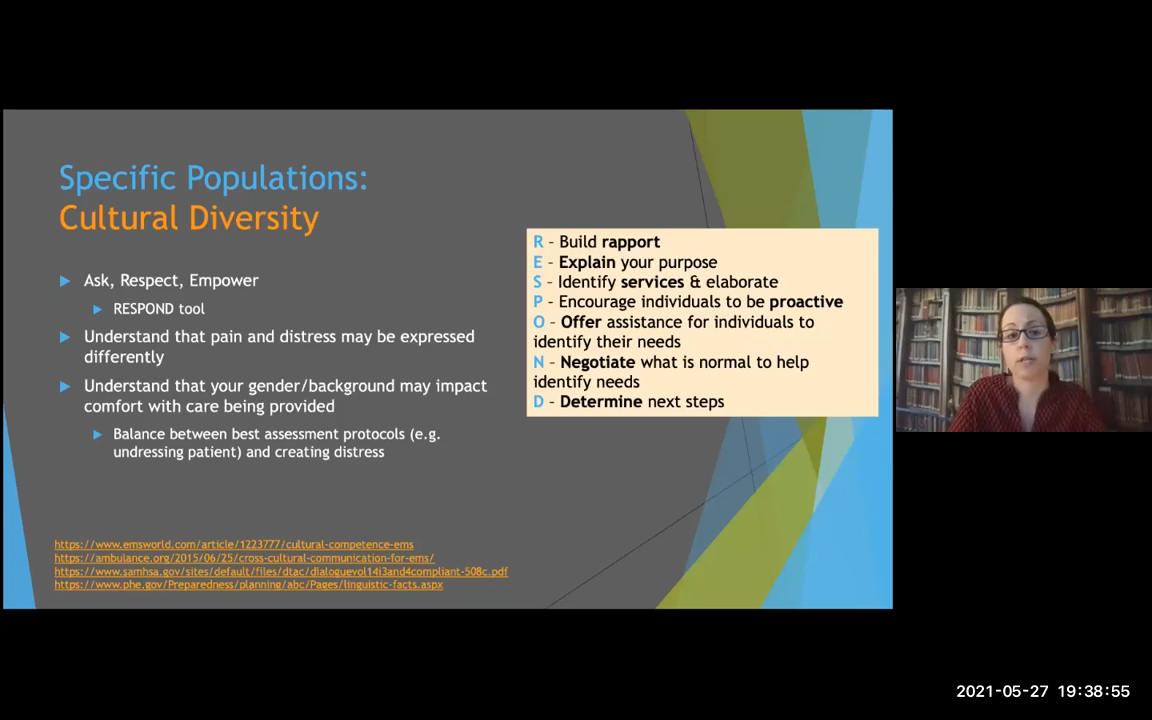 Specific Populations:
Cultural Diversity
Ask, Respect, Empower
RESPOND tool
Understand that pain and distress may be expressed
differently
Understand that your gender/background may impact
comfort with care being provided
Balance between best assessment protocols (e.g.
undressing patient) and creating distress
R - Build rapport
E - Explain your purpose
S - Identify services & elaborate
P - Encourage individuals to be proactive
O - Offer assistance for individuals to
identify their needs
N - Negotiate what is normal to help
identify needs
D - Determine next steps
https://www.emsworld.com/article/1223777/cultural-competence-ems
https://ambulance.org/2015/06/25/cross-cultural-communication-for-ems/
https://www.samhsa.gov/sites/default/files/dtac/dialoguevol14i3and4compliant-508c.pdf
https://www.phe.gov/Preparedness/planning/abc/Pages/linguistic-facts.aspx
2021-05-27 19:38:55